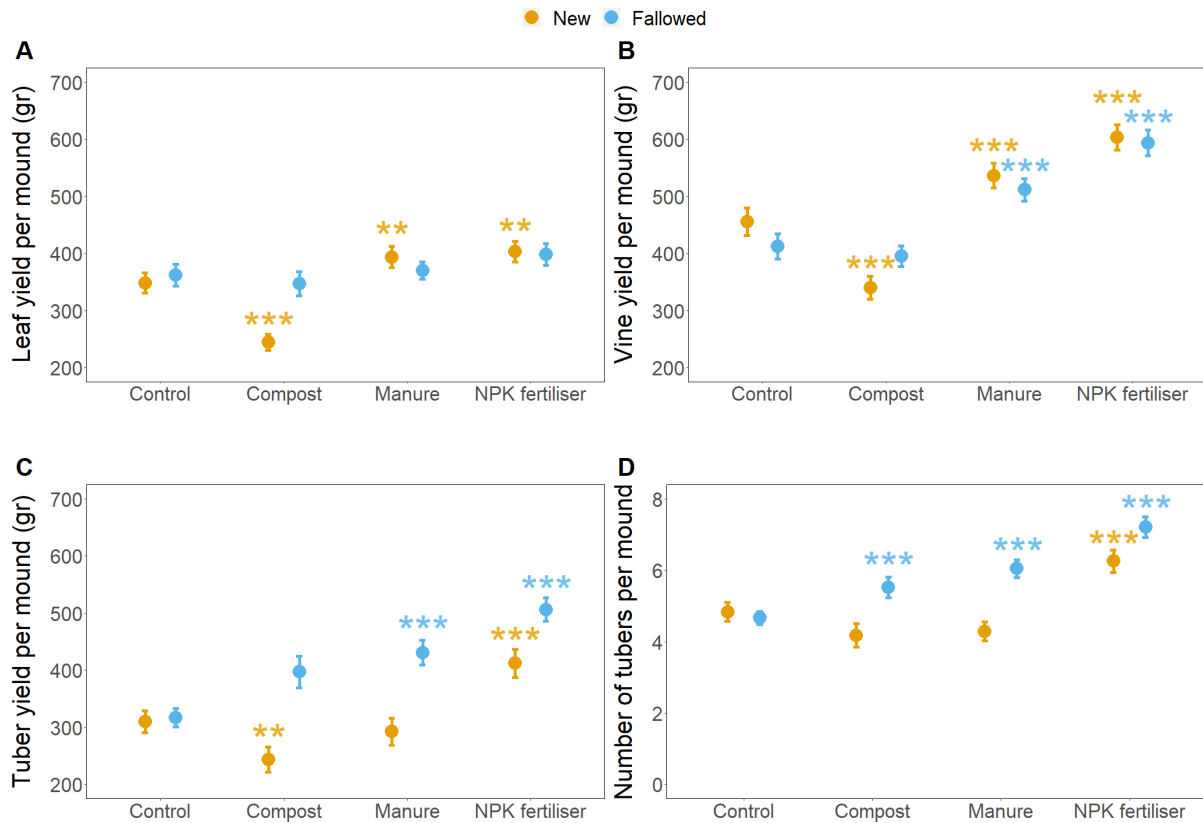 New Fallowed
A
Leaf yield per mound (gr)
700
600
500
400
300
200
** **
***
Control Compost Manure NPK fertiliser
B
Vine yield per mound (gr)
700
600
500
400
300
200
*** ***
*** ***
***
Control Compost Manure NPK fertiliser
C
Tuber yield per mound (gr)
700
600
500
400
300
200
***
*** ***
**
Control Compost Manure NPK fertiliser
D
Number of tubers per mound
8
6
4
2
0
***
*** *** ***
Control Compost Manure NPK fertiliser